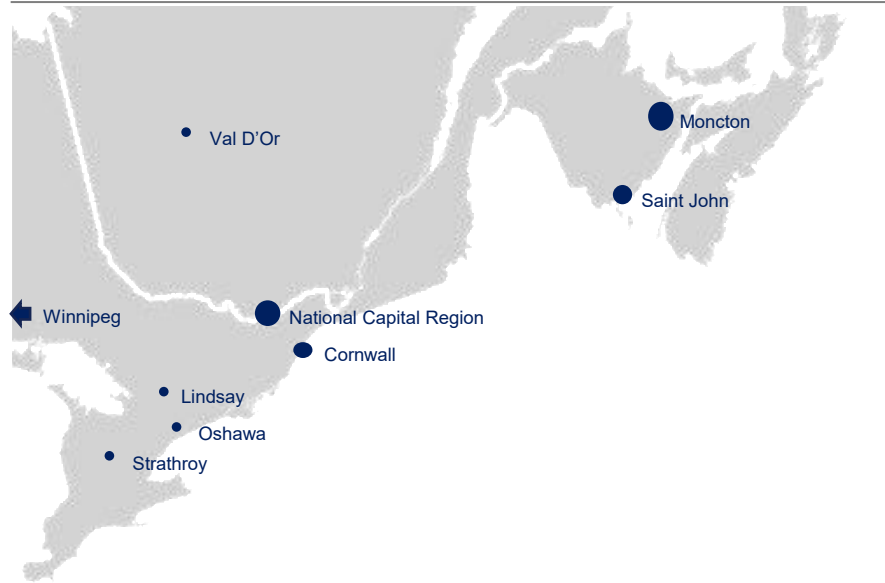 Val D’Or
Moncton
Saint John
Winnipeg
National Capital Region
Cornwall
Lindsay
Oshawa
Strathroy